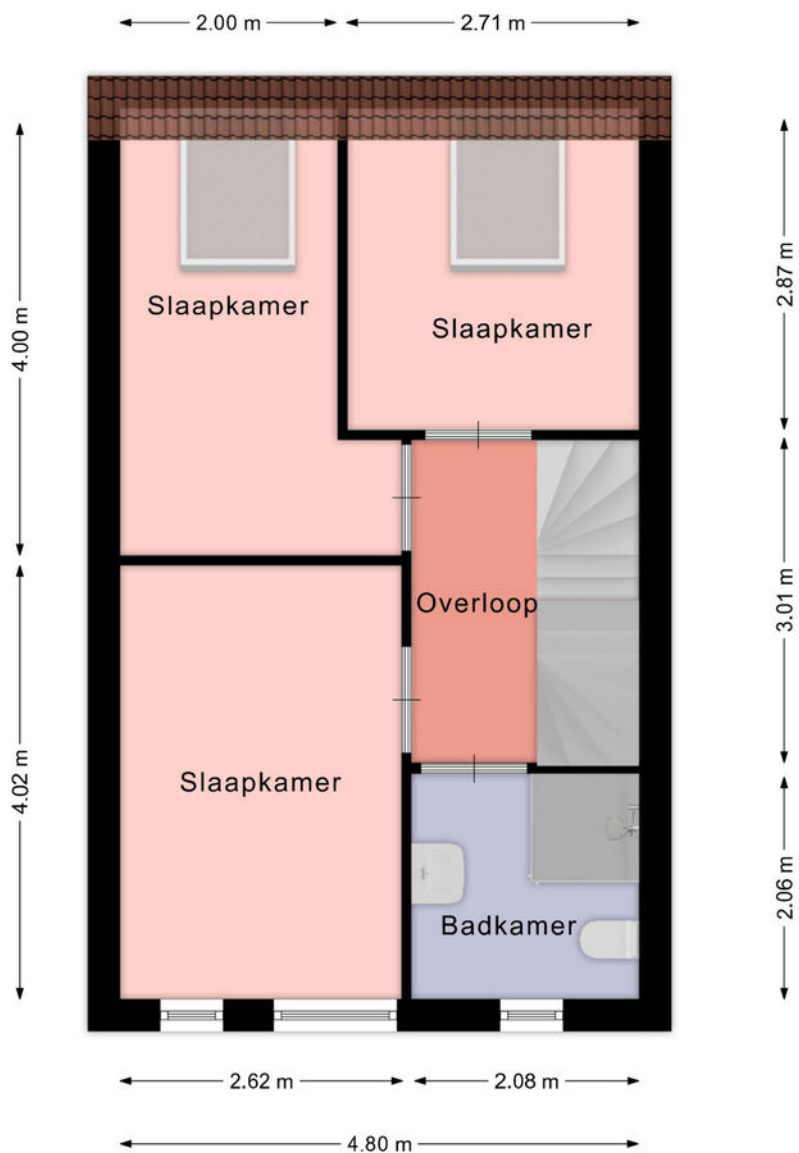 2.00 m
2.71 m
4.00 m
2.87 m
Slaapkamer
Slaapkamer
Overloop
3.01 m
4.02 m
Slaapkamer
2.06 m
Badkamer
2.62 m
2.08 m
4.80 m